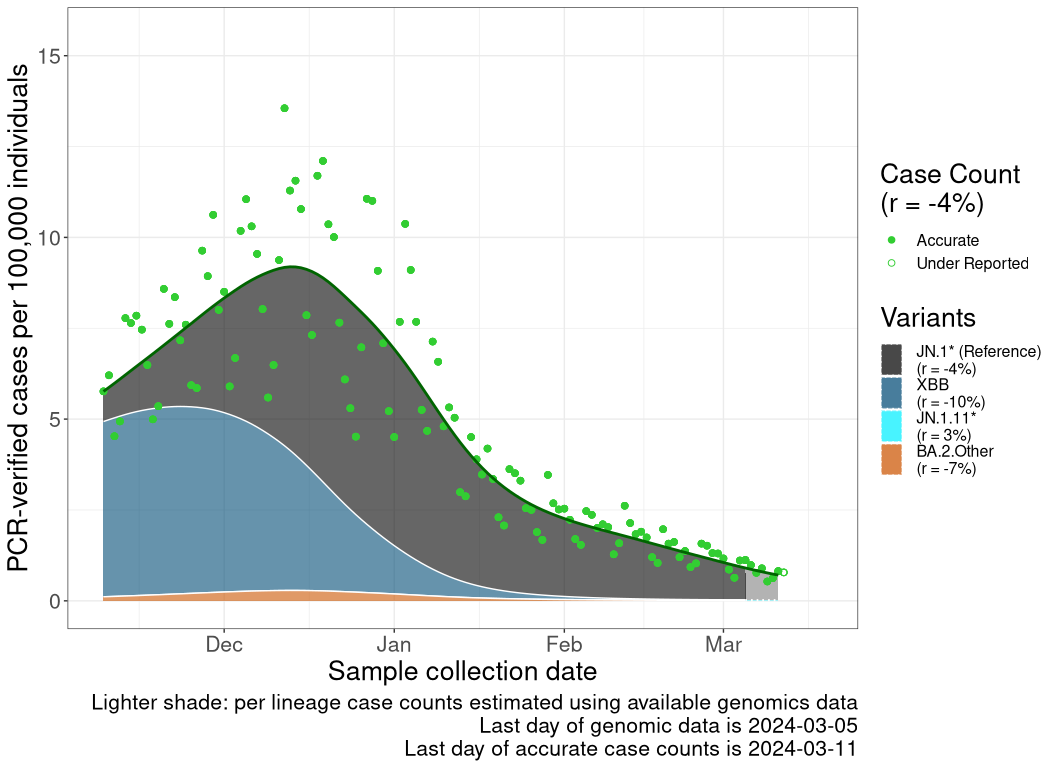 PCR-verified cases per 100,000 individuals
15
10
5
0
Dec Jan Feb Mar
Sample collection date
Lighter shade: per lineage case counts estimated using available genomics data
Last day of genomic data is 2024-03-05
Last day of accurate case counts is 2024-03-11
Case Count
(r = -4%)
Accurate
Under Reported
Variants
JN.1* (Reference)
(r = -4%)
XBB
(r = -10%)
JN.1.11*
(r = 3%)
BA.2.Other
(r = -7%)